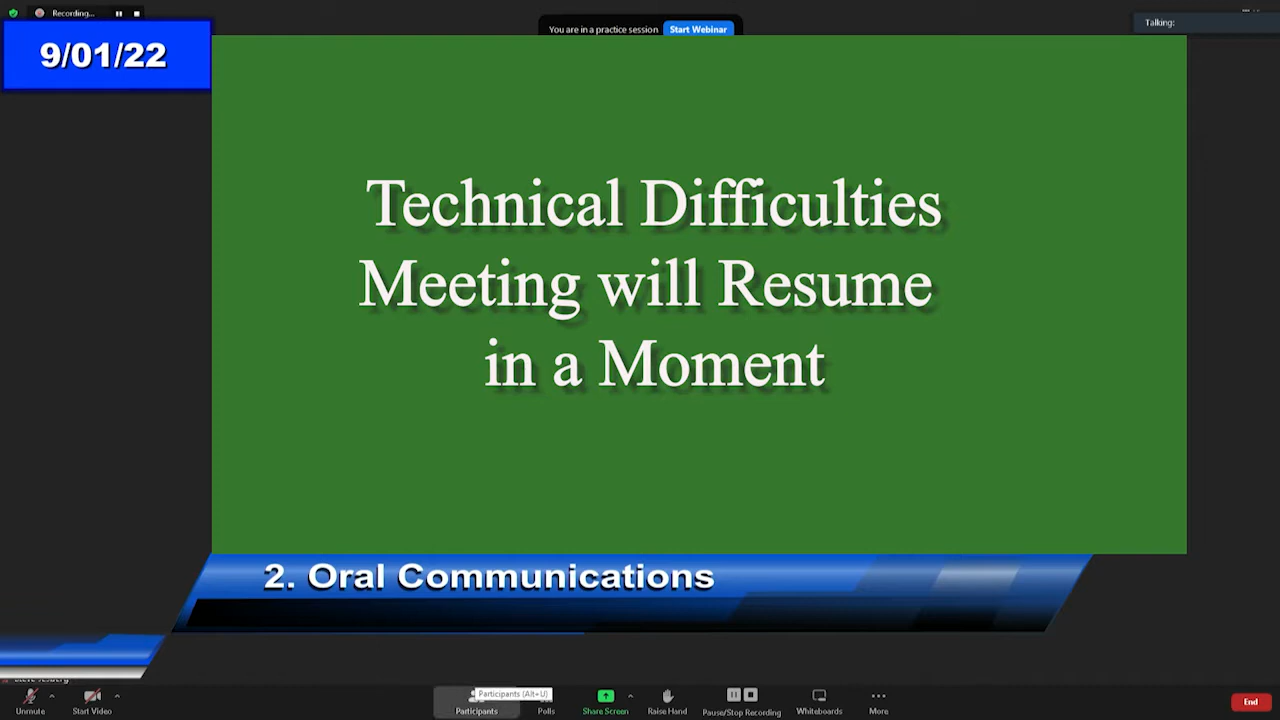 Recording...
You are in a practice session
Start Webinar
Talking:
9/01/22
Technical Difficulties
Meeting will Resume
in a Moment
2. Oral Communications
Participants (Alt+U)
Unmute
Start Video
Participants
Polls
Share Screen
Raise Hand
Pause/Stop Recording
Whiteboards
More
End